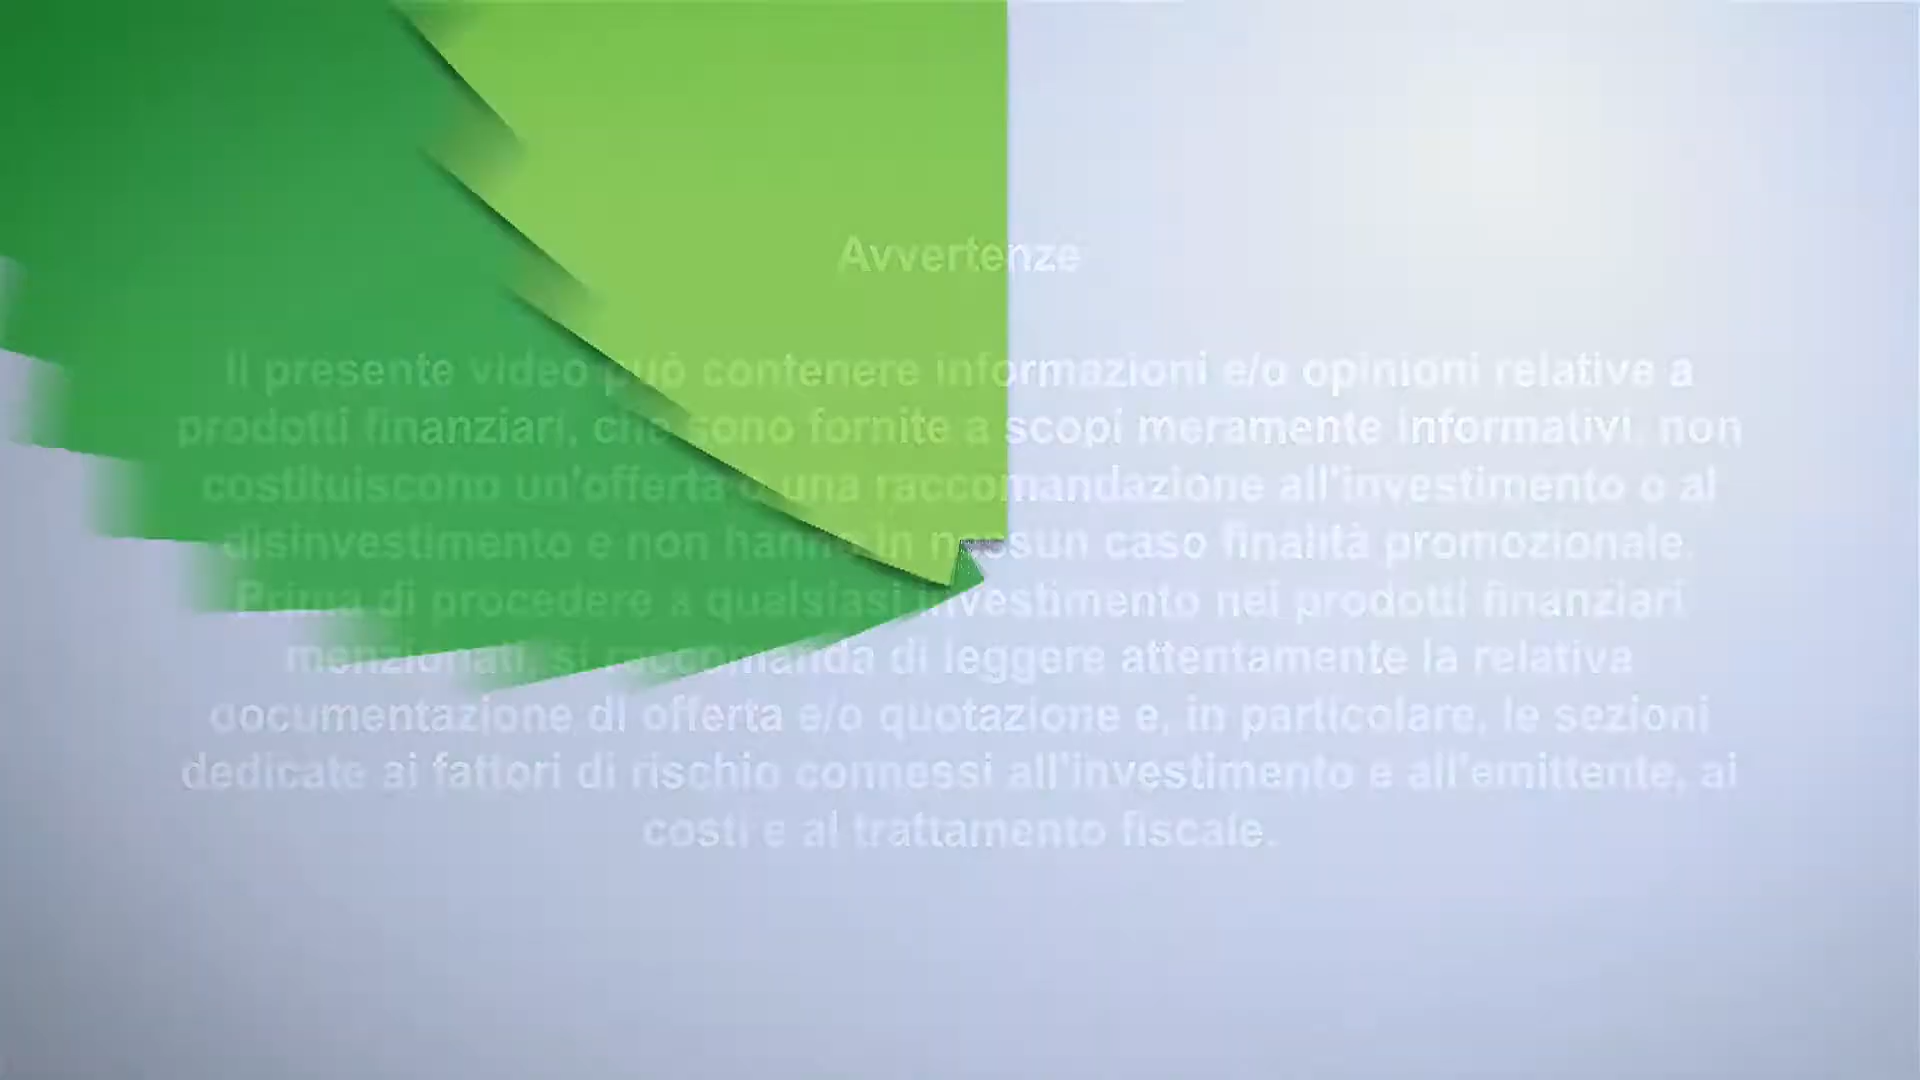 Avvertenze
Il presente video può contenere informazioni e/o opinioni relative a
prodotti finanziari, che sono fornite a scopi meramente informativi, non
costituiscono un'offerta o una raccomandazione all'investimento o al
disinvestimento e non hanno in nessun caso finalità promozionale.
Prima di procedere a qualsiasi investimento nei prodotti finanziari
menzionati, si raccomanda di leggere attentamente la relativa
documentazione di offerta e/o quotazione e, in particolare, le sezioni
dedicate ai fattori di rischio connessi all'investimento e all'emittente, ai
costi e al trattamento fiscale.